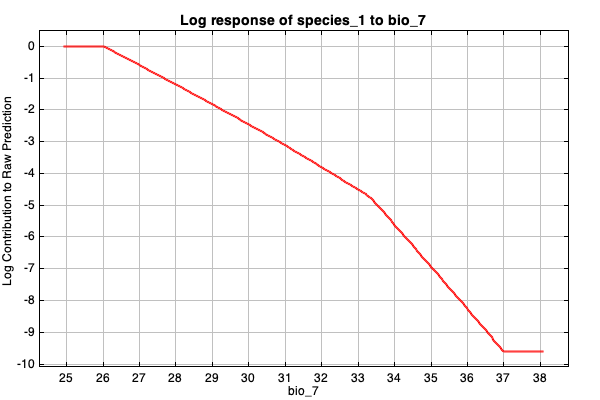 Log response of species_1 to bio_7
Log Contribution to Raw Prediction
0
-1
-2
-3
-4
-5
-6
-7
-8
-9
-10
25 26 27 28 29 30 31 32 33 34 35 36 37 38
bio_7